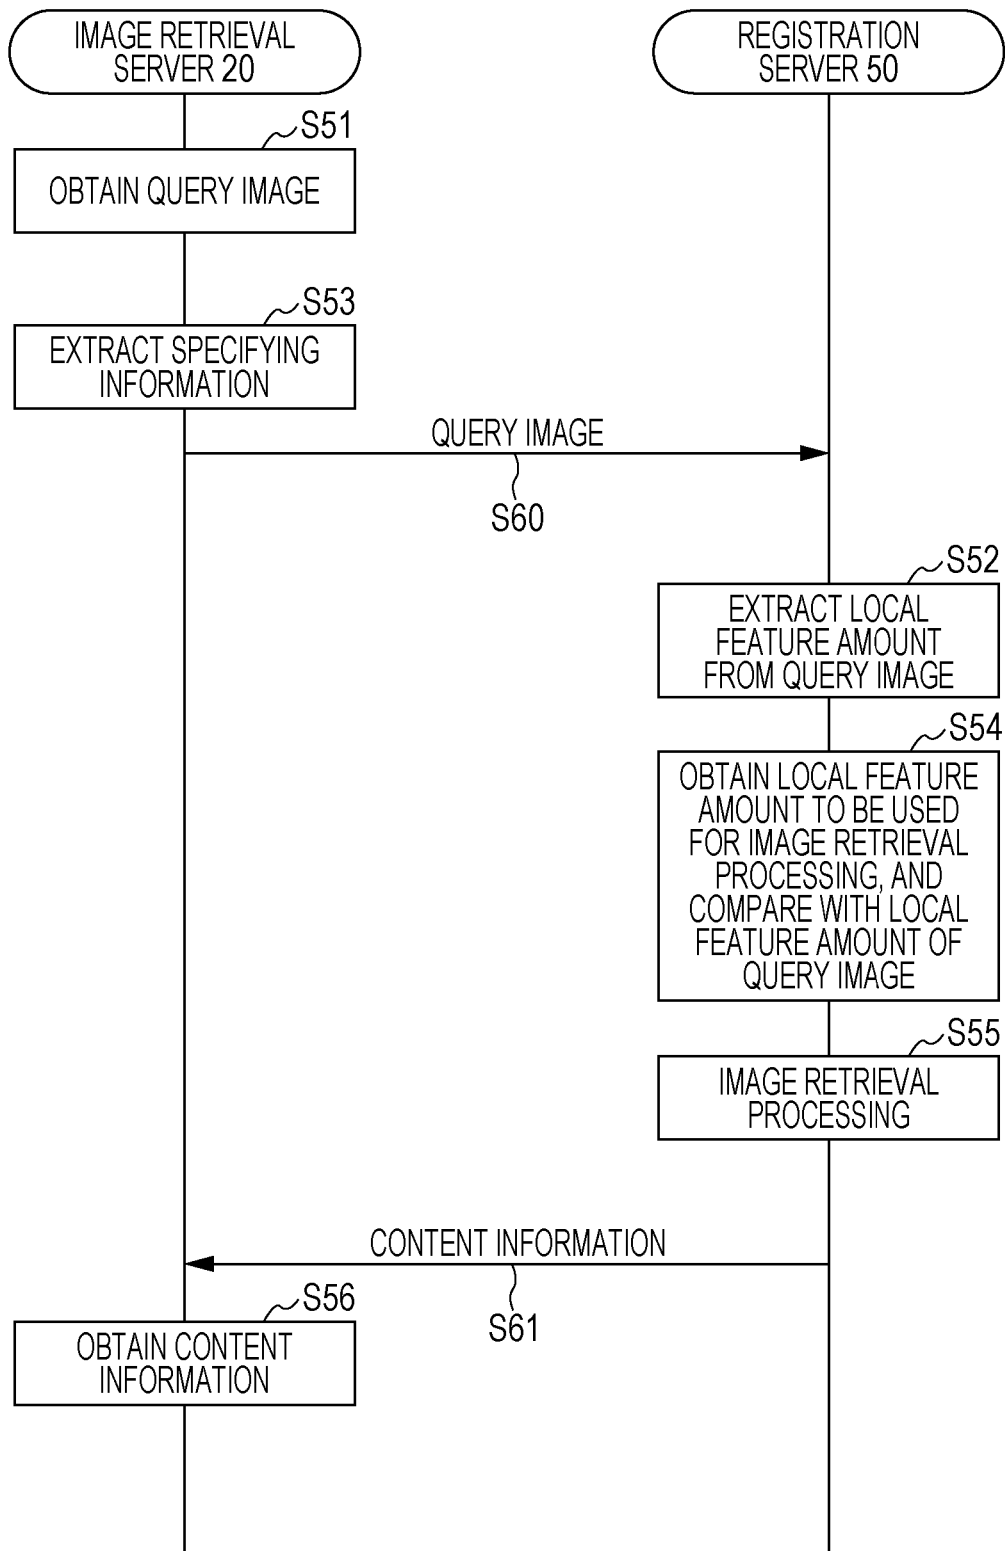 IMAGE RETRIEVAL
SERVER 20
REGISTRATION
SERVER 50
S51
OBTAIN QUERY IMAGE
S53
EXTRACT SPECIFYING
INFORMATION
QUERY IMAGE
S60
S52
EXTRACT LOCAL
FEATURE AMOUNT
FROM QUERY IMAGE
S54
OBTAIN LOCAL FEATURE
AMOUNT TO BE USED
FOR IMAGE RETRIEVAL
PROCESSING, AND
COMPARE WITH LOCAL
FEATURE AMOUNT OF
QUERY IMAGE
S55
IMAGE RETRIEVAL
PROCESSING
CONTENT INFORMATION
S61
S56
OBTAIN CONTENT
INFORMATION